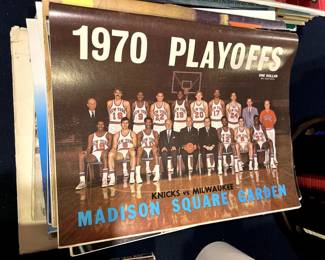 1970 PLAYOFFS
ONE DOLLAR
KNICKS vs MILWAUKEE
MADISON SQUARE GARDEN